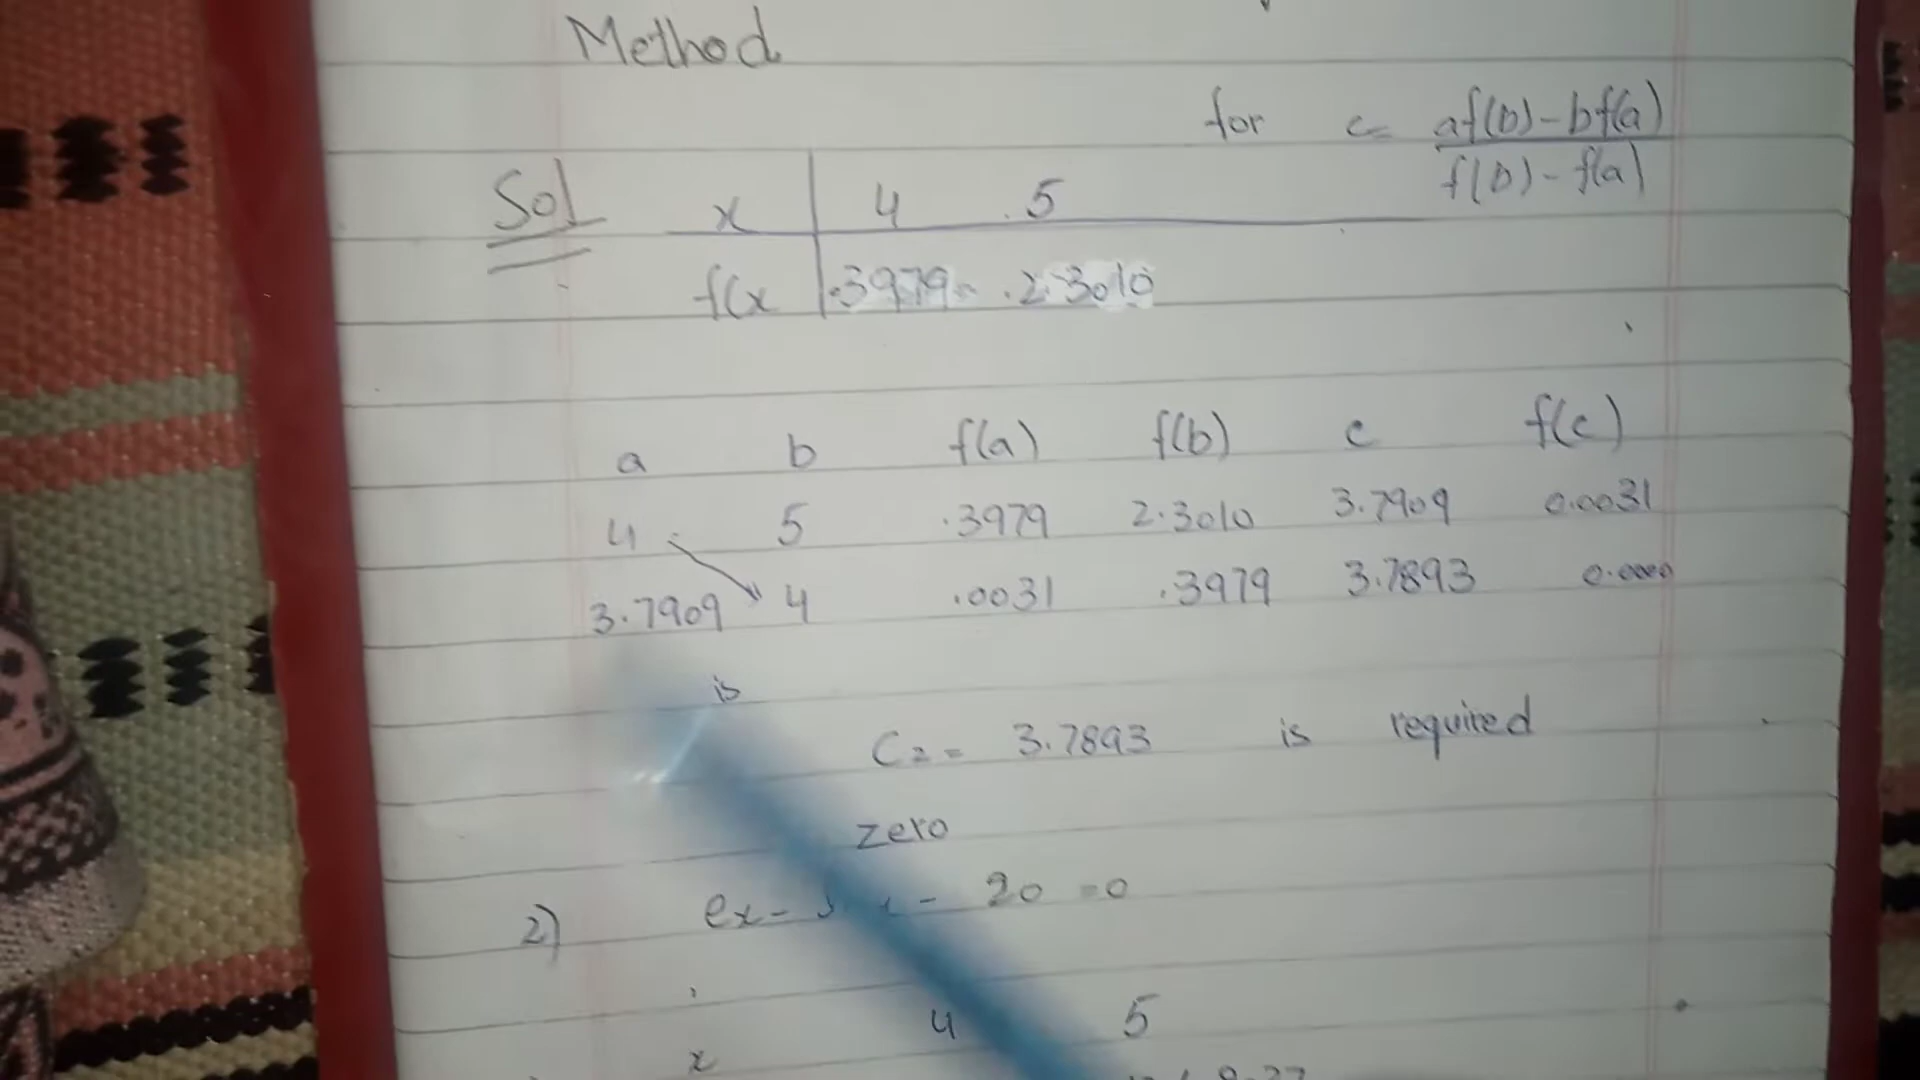 Method
for c= af(b)-bf(a)
f(b)-f(a)
Sol x 4 5
f(x .3979 2.3010
a b f(a) f(b) c f(c)
4 5 .3979 2.3010 3.7909 0.0031
3.7909 4 .0031 .3979 3.7893 0.0000
is
C2= 3.7893 is required
zero
2) ex- - 20 =0
4 5
x